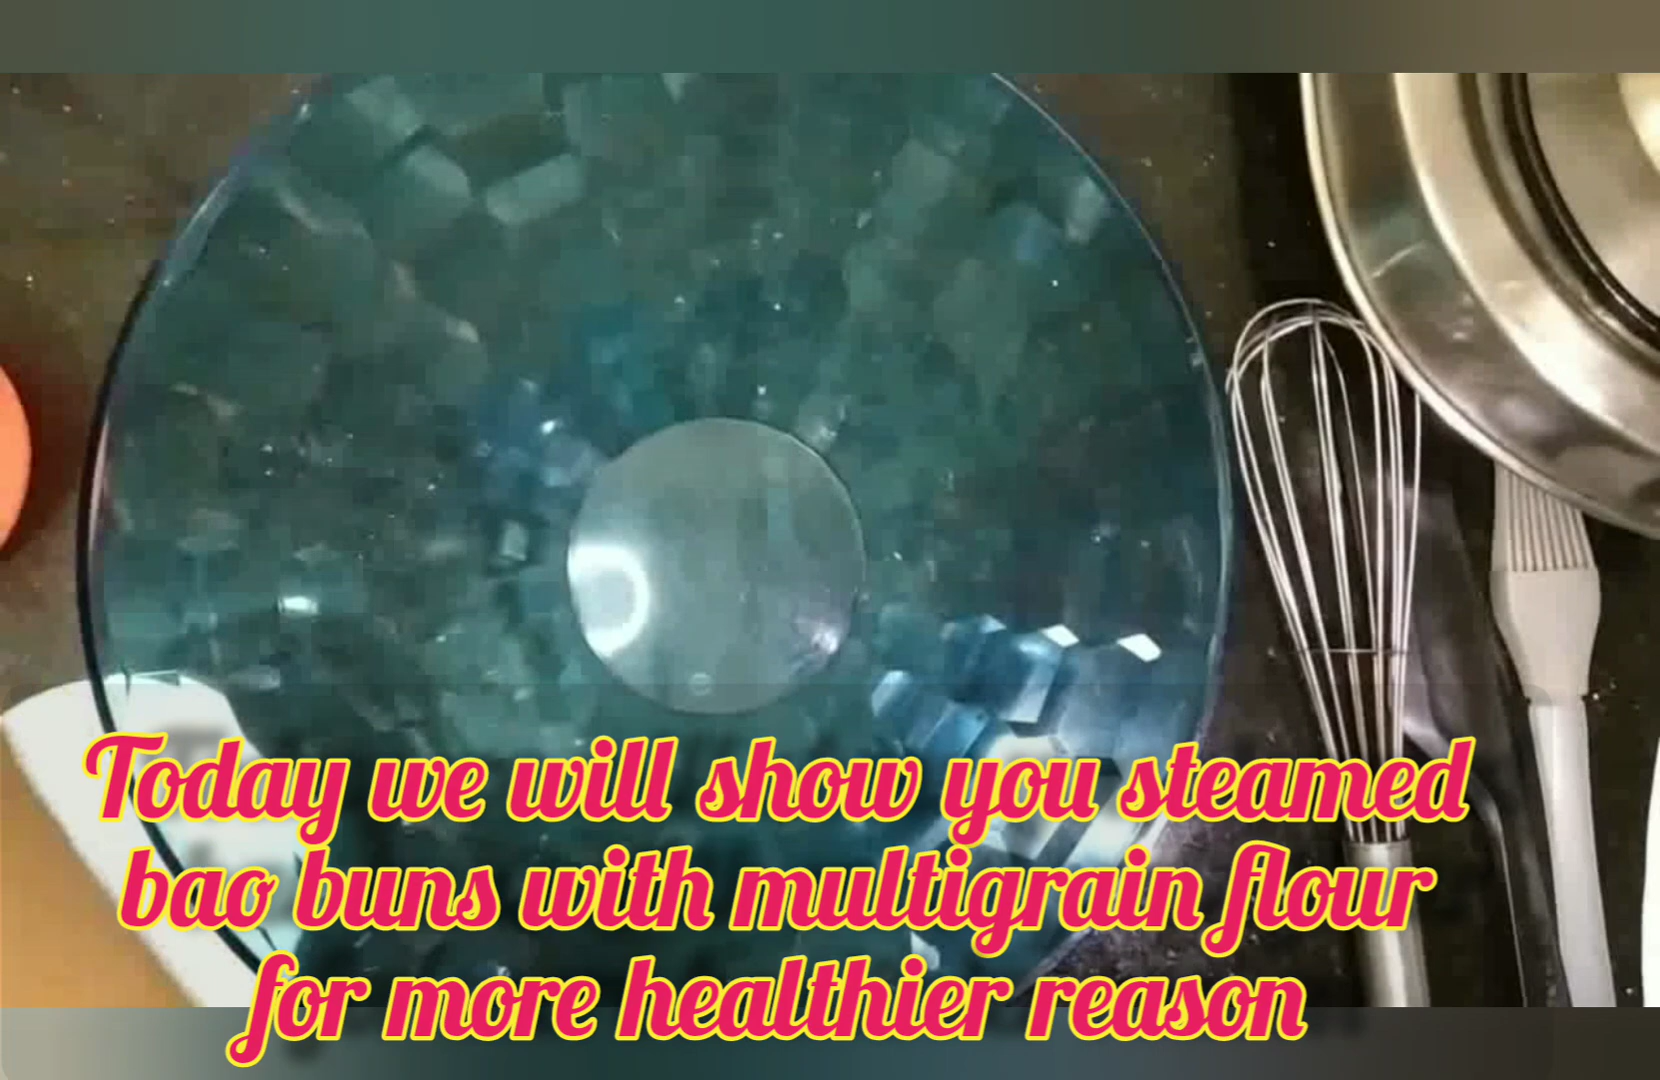 Today we will show you steamed
bao buns with multigrain flour
for more healthier reason